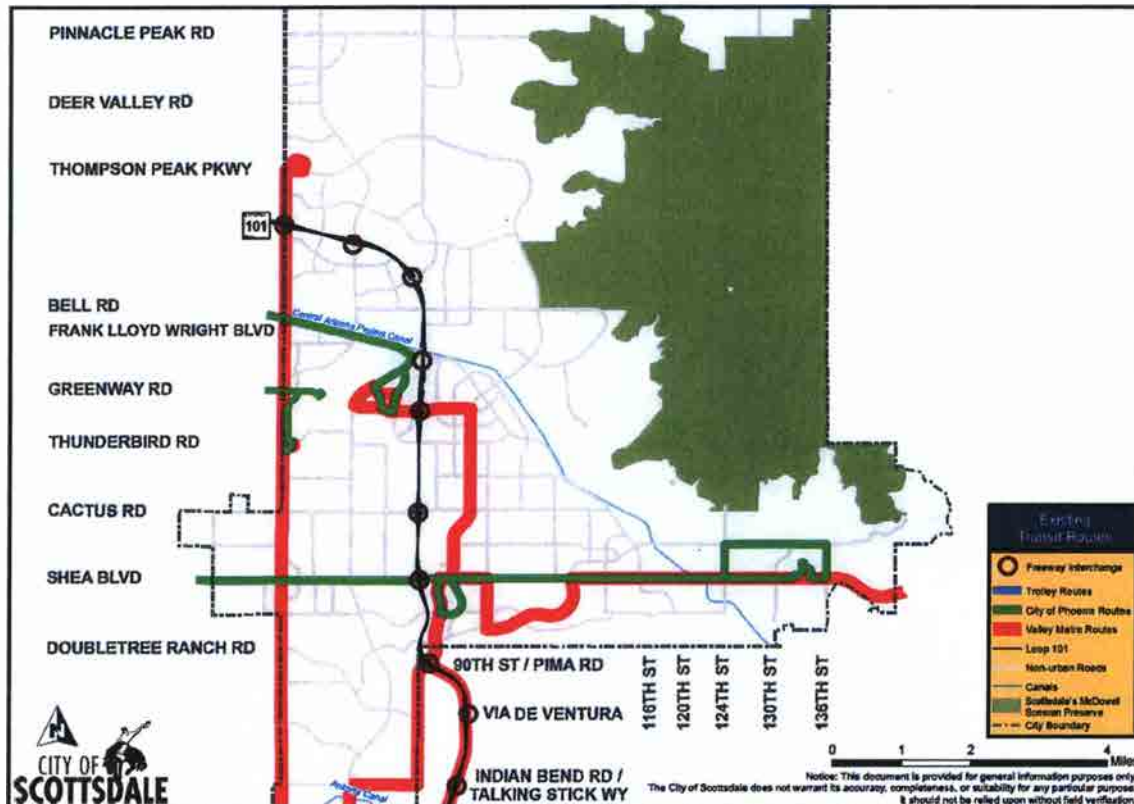 PINNACLE PEAK RD
DEER VALLEY RD
THOMPSON PEAK PKWY
101
BELL RD
Central Arizona Project Canal
FRANK LLOYD WRIGHT BLVD
GREENWAY RD
THUNDERBIRD RD
CACTUS RD
SHEA BLVD
DOUBLETREE RANCH RD
90TH ST / PIMA RD
VIA DE VENTURA
INDIAN BEND RD /
TALKING STICK WY
116TH ST
120TH ST
124TH ST
130TH ST
136TH ST
Existing
Transit Routes
Freeway Interchange
Trolley Routes
City of Phoenix Routes
Valley Metro Routes
Loop 101
Non-urban Roads
Canals
Scottsdale's McDowell
Sonoran Preserve
City Boundary
N
CITY OF
SCOTTSDALE
Arizona Canal
0 1 2 4
Miles
Notice: This document is provided for general information purposes only.
The City of Scottsdale does not warrant its accuracy, completeness, or suitability for any particular purpose.
It should not be relied upon without field verification.